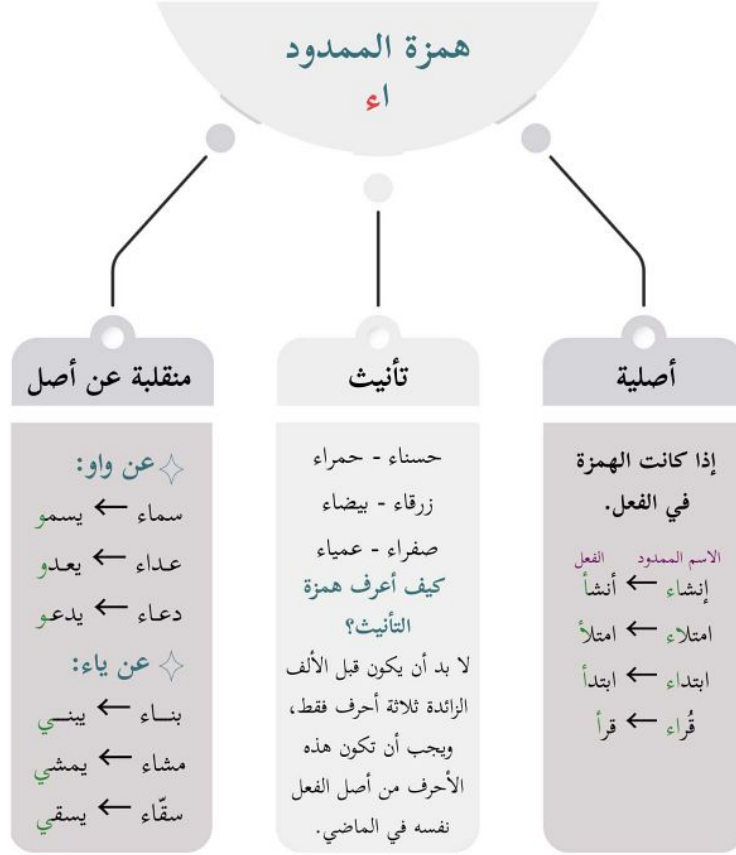 همزة الممدود
اء
أصلية
إذا كانت الهمزة
في الفعل.
الاسم الممدود الفعل
إنشاء ← أنشأ
امتلاء ← امتلأ
ابتداء ← ابتدأ
قُراء ← قرأ
تأنيث
حسناء - حمراء
زرقاء - بيضاء
صفراء - عمياء
كيف أعرف همزة
التأنيث؟
لا بد أن يكون قبل الألف
الزائدة ثلاثة أحرف فقط،
ويجب أن تكون هذه
الأحرف من أصل الفعل
نفسه في الماضي.
منقلبة عن أصل
عن واو:
سماء ← يسمو
عداء ← يعدو
دعاء ← يدعو
عن ياء:
بنـاء ← يبنـي
مشاء ← يمشي
سقّاء ← يسقي